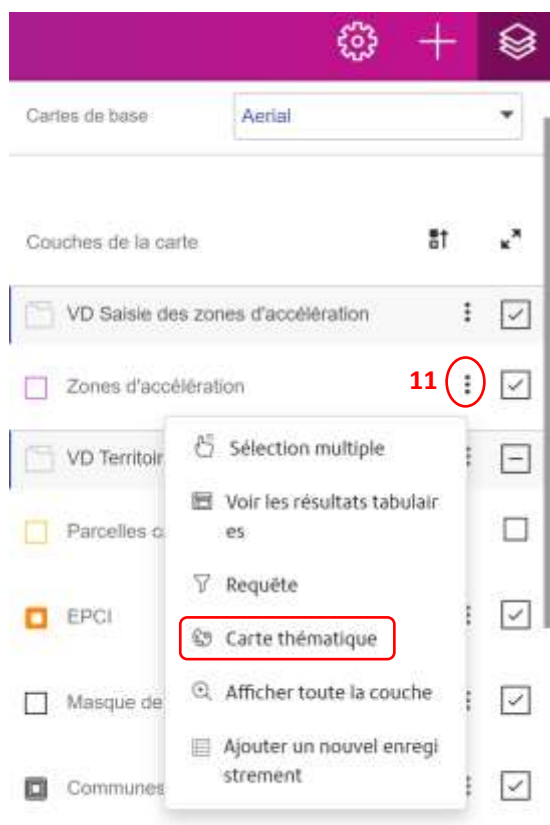 Cartes de base
Aerial
Couches de la carte
VD Saisie des zones d'accélération
Zones d'accélération
11
VD Territoir
Sélection multiple
Voir les résultats tabulair
es
Parcelles c
Requête
EPCI
Carte thématique
Masque de
Afficher toute la couche
Ajouter un nouvel enregi
strement
Communes